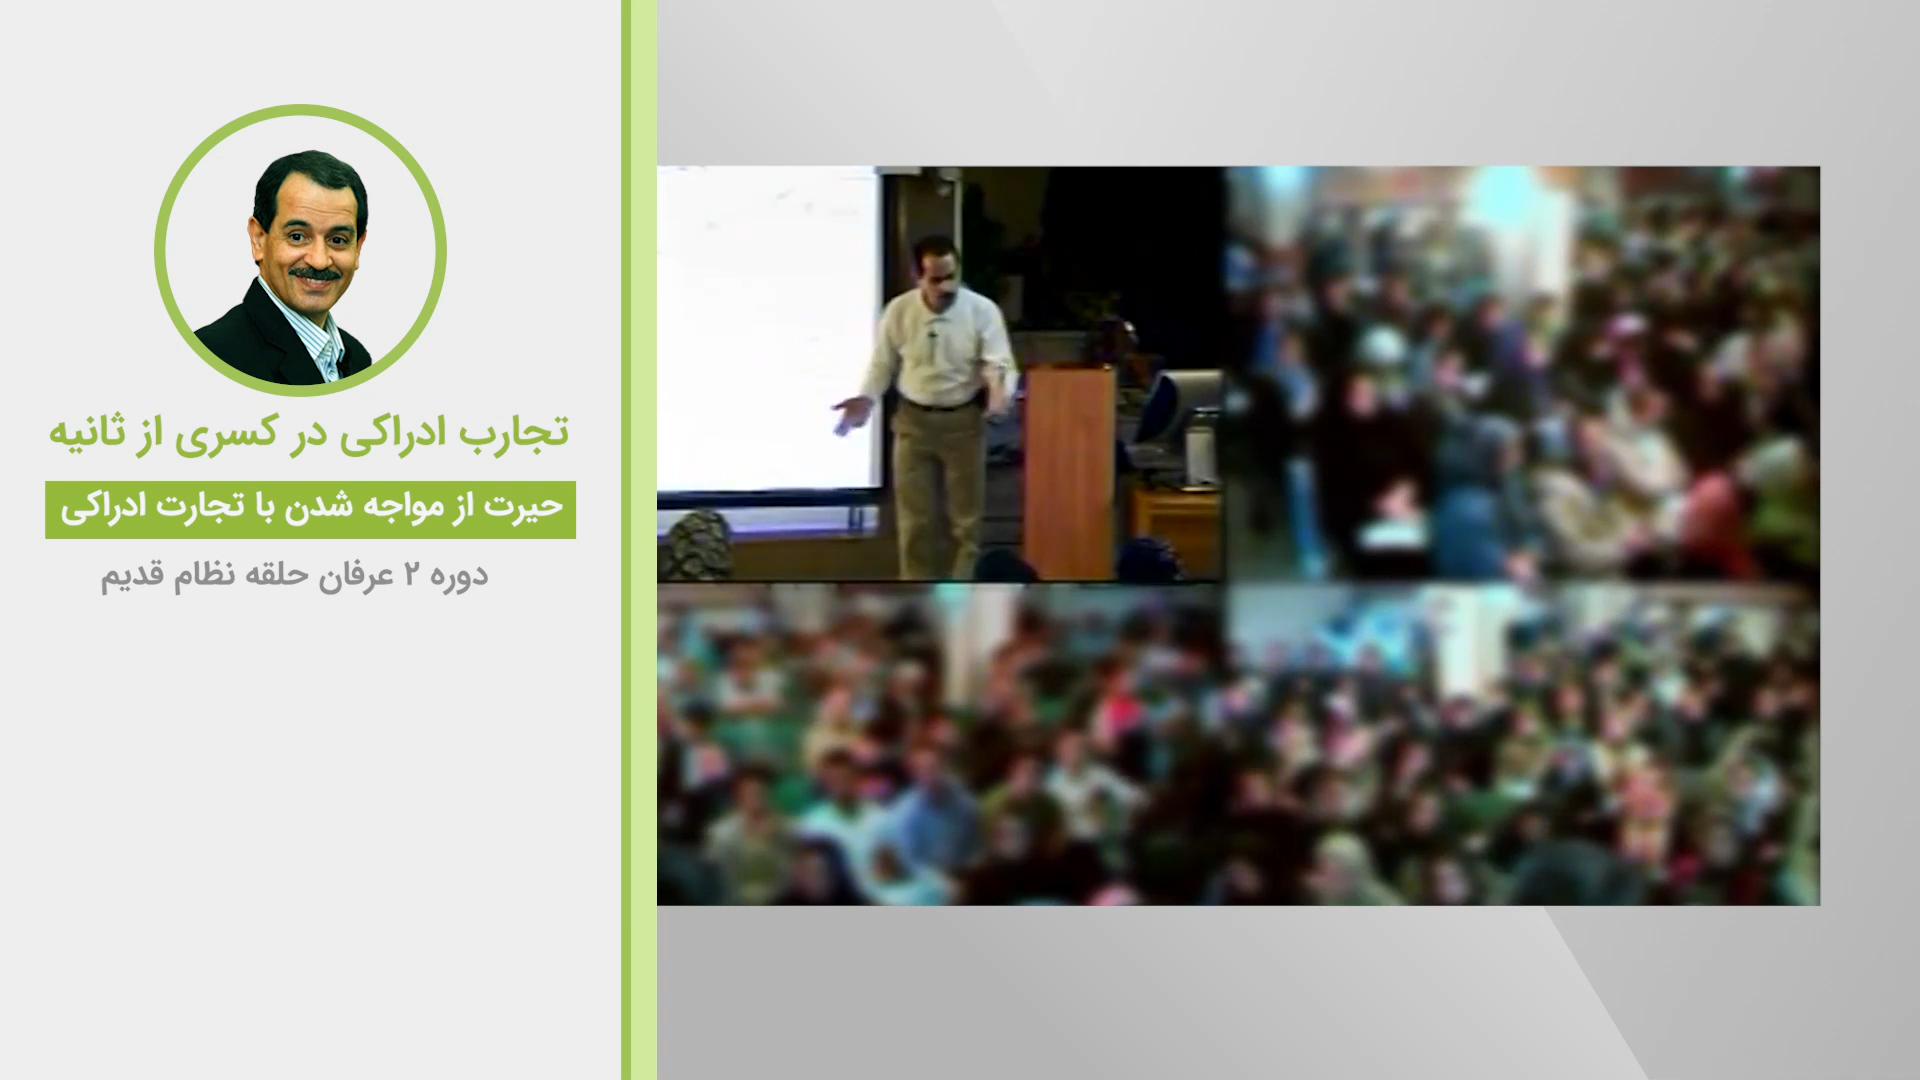 تجارب ادراکی در کسری از ثانیه
حیرت از مواجه شدن با تجارت ادراکی
دوره ۲ عرفان حلقه نظام قدیم